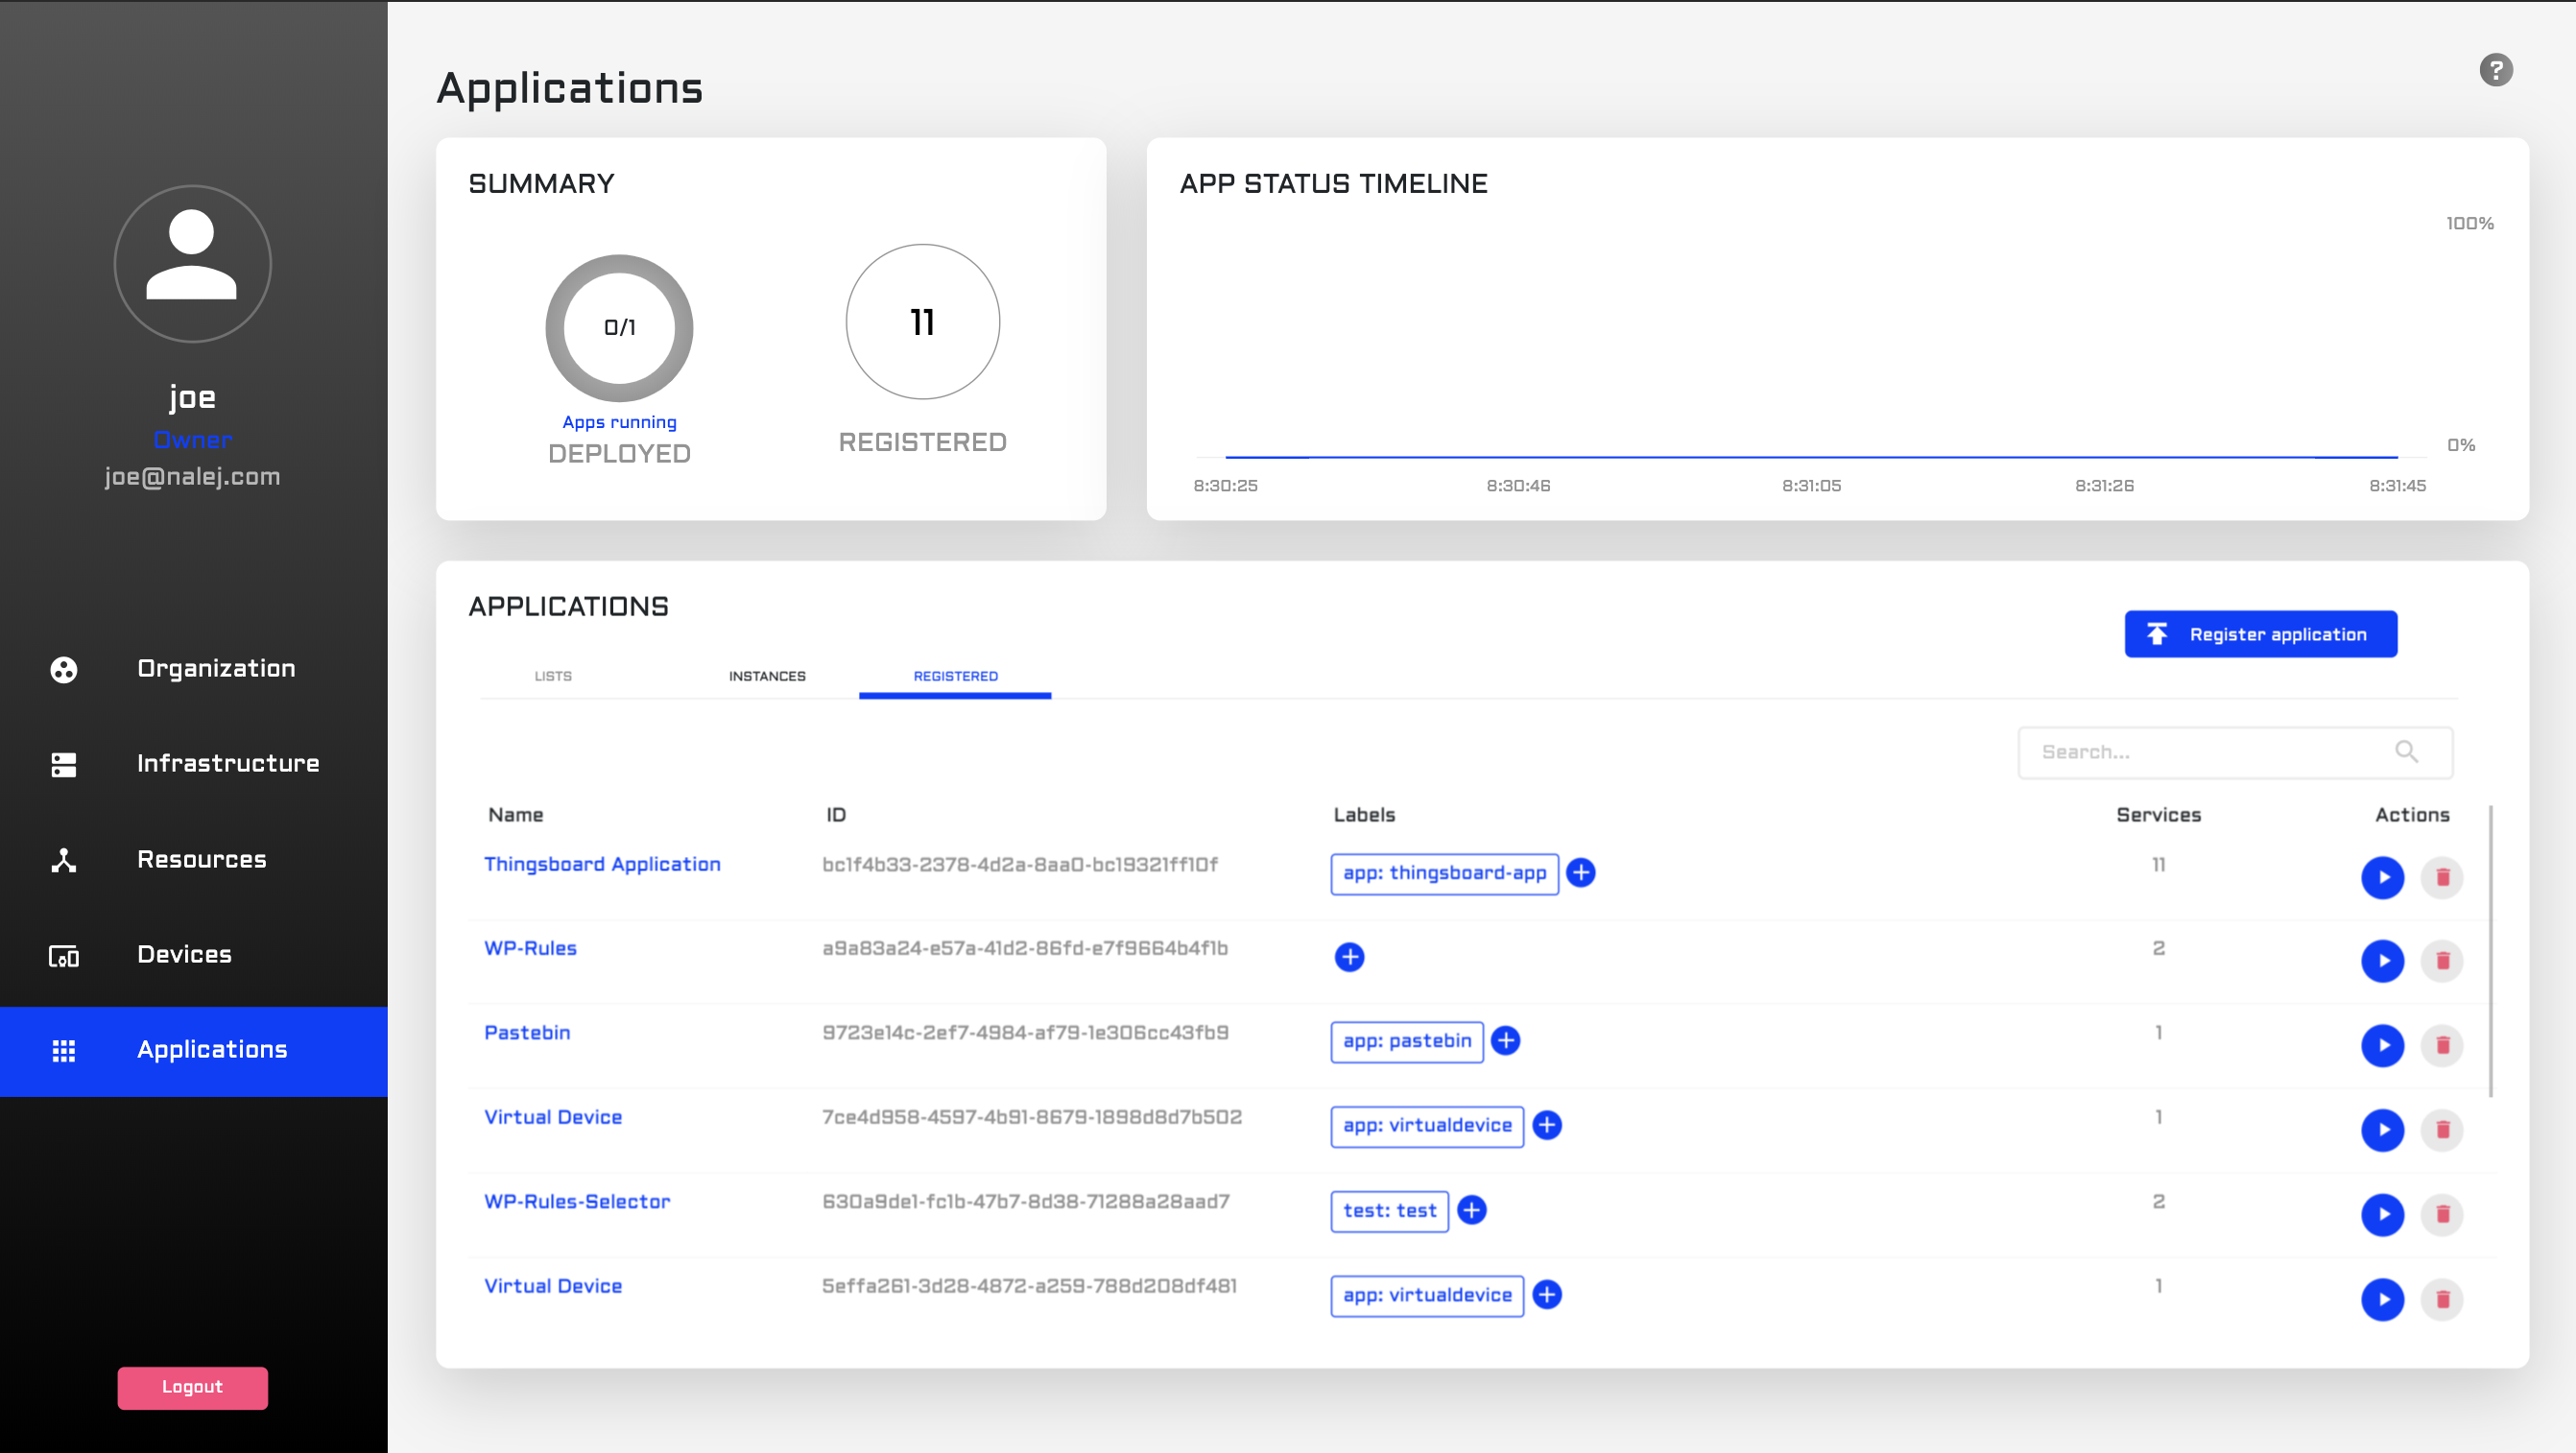 joe
Owner
joe@nalej.com
Organization
Infrastructure
Resources
Devices
Applications
Logout
Applications
?
SUMMARY
0/1
Apps running
DEPLOYED
11
REGISTERED
APP STATUS TIMELINE
100%
0%
8:30:25 8:30:46 8:31:05 8:31:26 8:31:45
APPLICATIONS
Register application
LISTS INSTANCES REGISTERED
Search...
Name ID Labels Services Actions
Thingsboard Application bc1f4b33-2378-4d2a-8aa0-bc19321ff10f app: thingsboard-app 11
WP-Rules a9a83a24-e57a-41d2-86fd-e7f9664b4f1b 2
Pastebin 9723e14c-2ef7-4984-af79-1e306cc43fb9 app: pastebin 1
Virtual Device 7ce4d958-4597-4b91-8679-1898d8d7b502 app: virtualdevice 1
WP-Rules-Selector 630a9de1-fc1b-47b7-8d38-71288a28aad7 test: test 2
Virtual Device 5effa261-3d28-4872-a259-788d208df481 app: virtualdevice 1